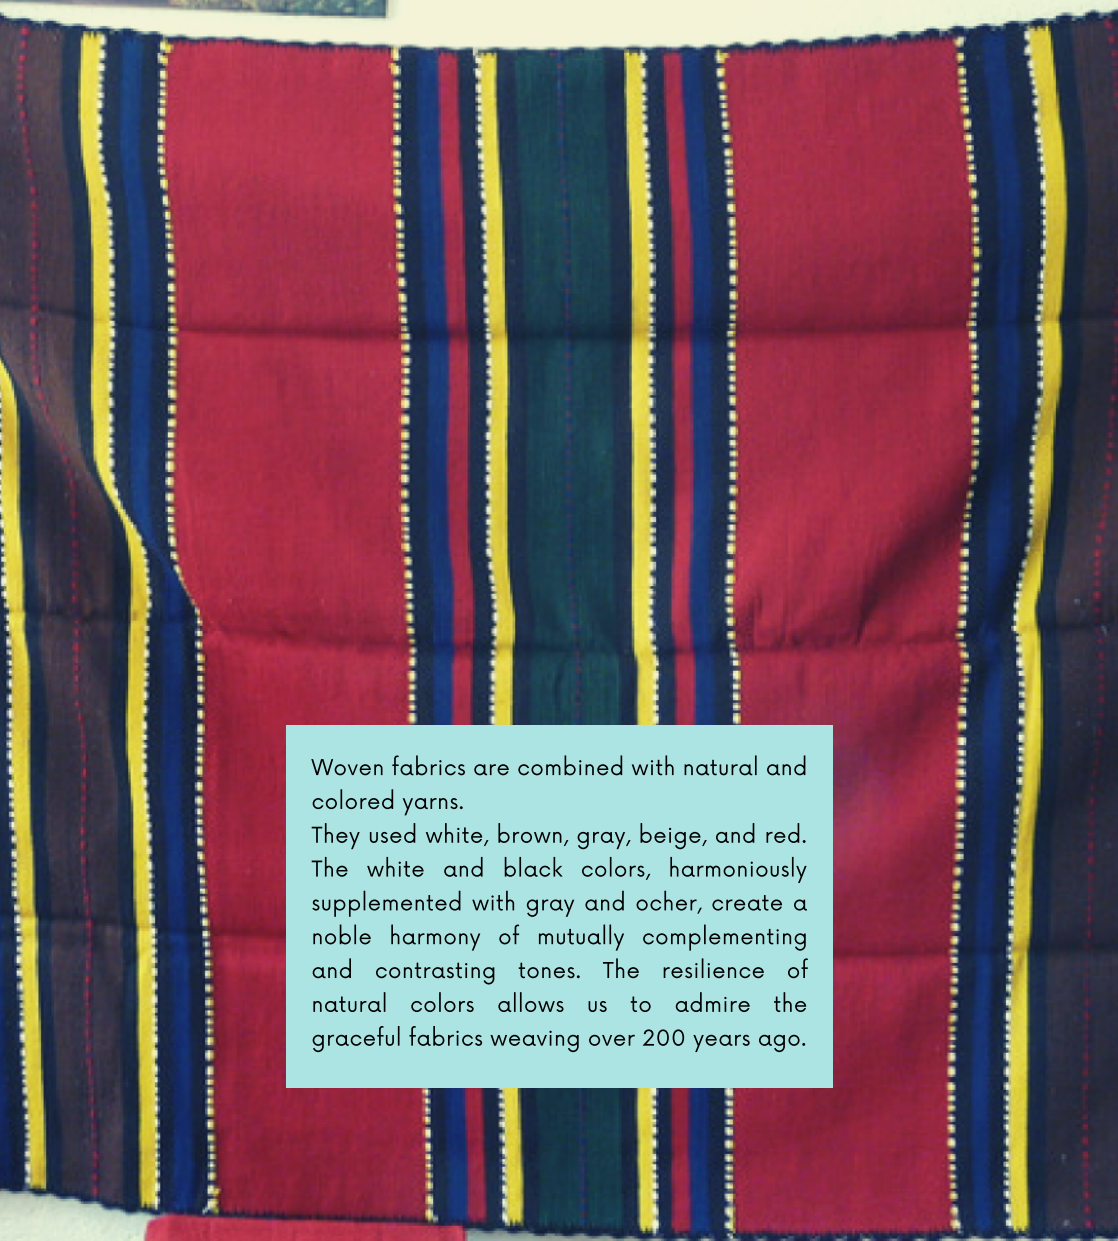 Woven fabrics are combined with natural and
colored yarns.
They used white, brown, gray, beige, and red.
The white and black colors, harmoniously
supplemented with gray and ocher, create a
noble harmony of mutually complementing
and contrasting tones. The resilience of
natural colors allows us to admire the
graceful fabrics weaving over 200 years ago.